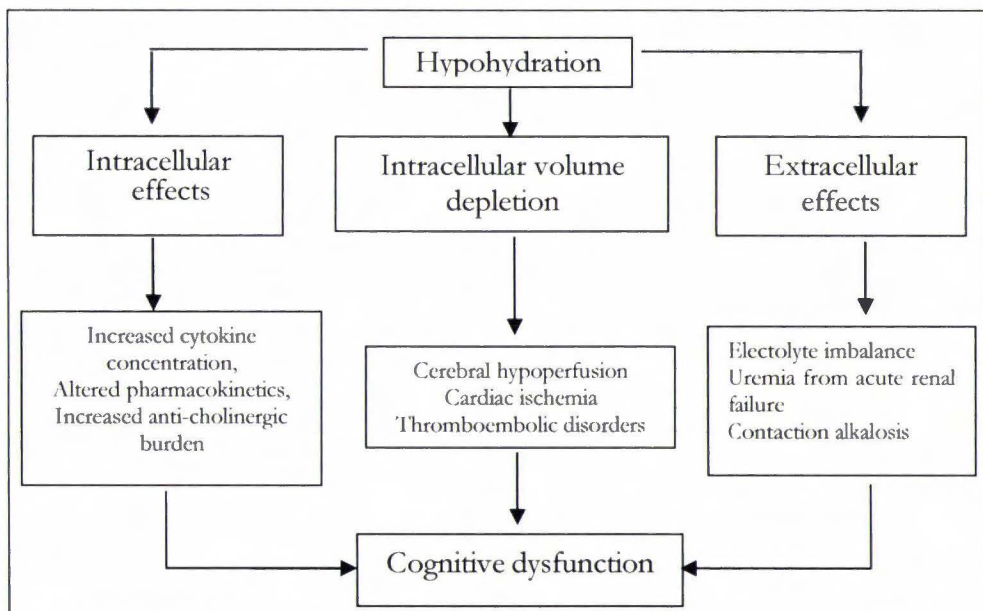 Hypohydration
Intracellular
effects
Intracellular volume
depletion
Extracellular
effects
Increased cytokine
concentration,
Altered pharmacokinetics,
Increased anti-cholinergic
burden
Cerebral hypoperfusion
Cardiac ischemia
Thromboembolic disorders
Electolyte imbalance
Uremia from acute renal
failure
Contaction alkalosis
Cognitive dysfunction